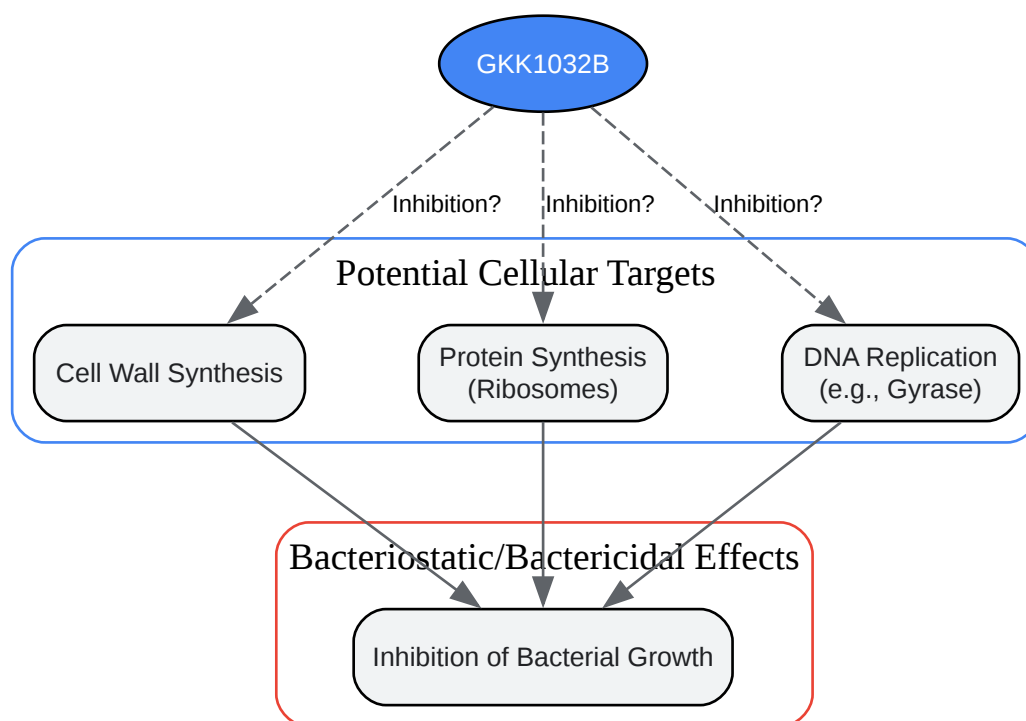 GKK1032B
Inhibition? Inhibition? Inhibition?
Potential Cellular Targets
Cell Wall Synthesis
Protein Synthesis
(Ribosomes)
DNA Replication
(e.g., Gyrase)
Bacteriostatic/Bactericidal Effects
Inhibition of Bacterial Growth